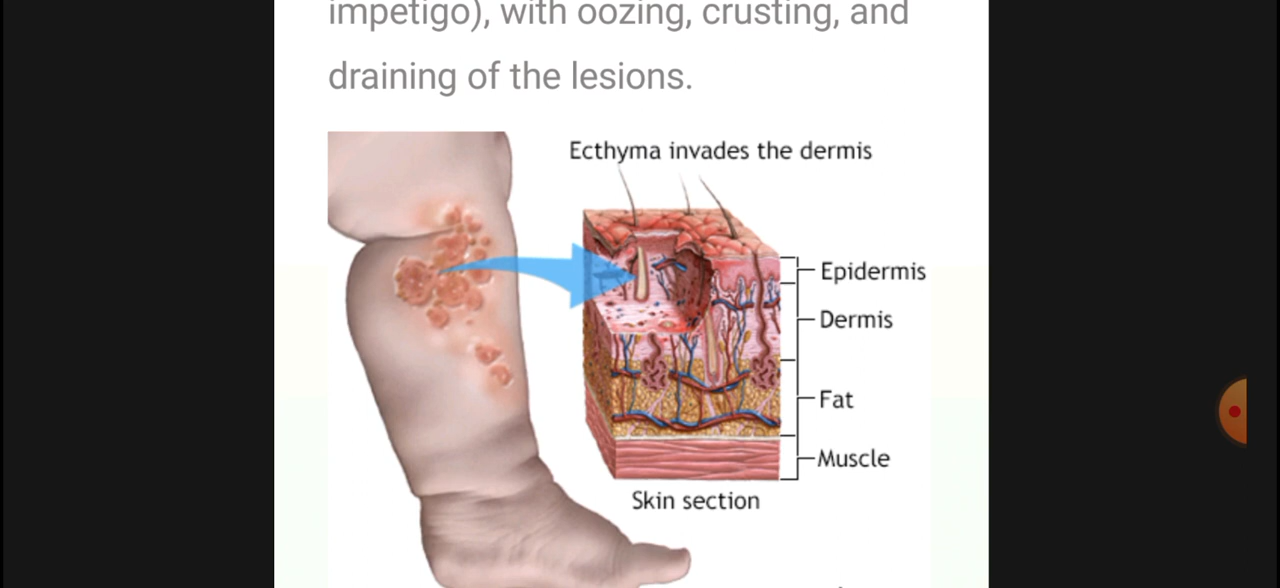 impetigo), with oozing, crusting, and
draining of the lesions.
Ecthyma invades the dermis
Epidermis
Dermis
Fat
Muscle
Skin section